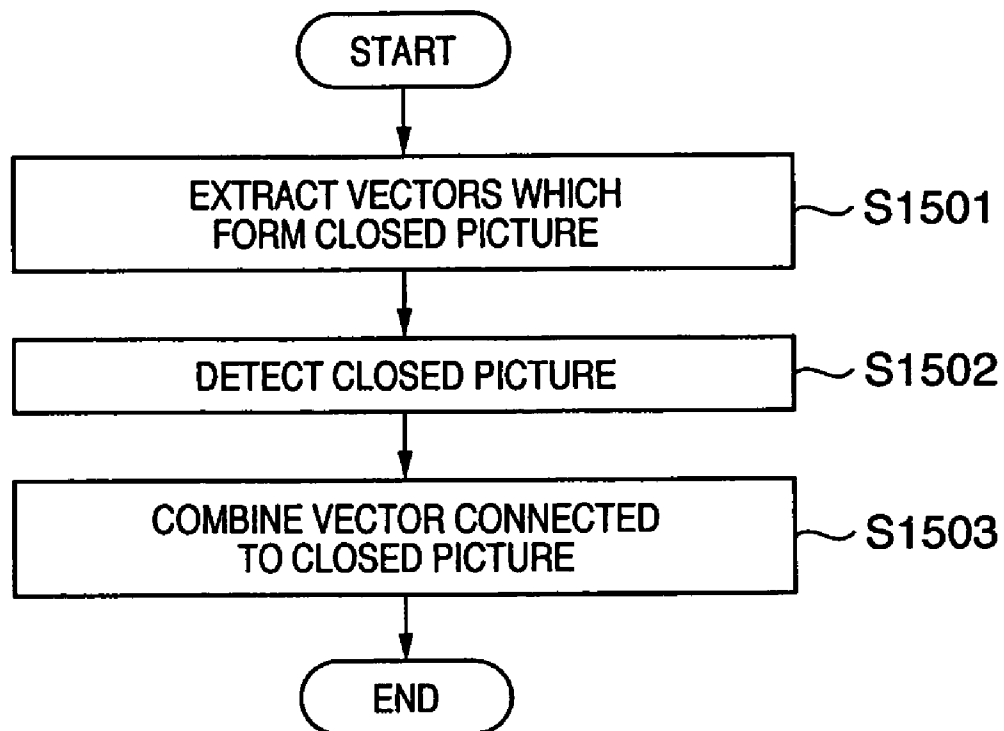 START
EXTRACT VECTORS WHICH
FORM CLOSED PICTURE
S1501
DETECT CLOSED PICTURE
S1502
COMBINE VECTOR CONNECTED
TO CLOSED PICTURE
S1503
END